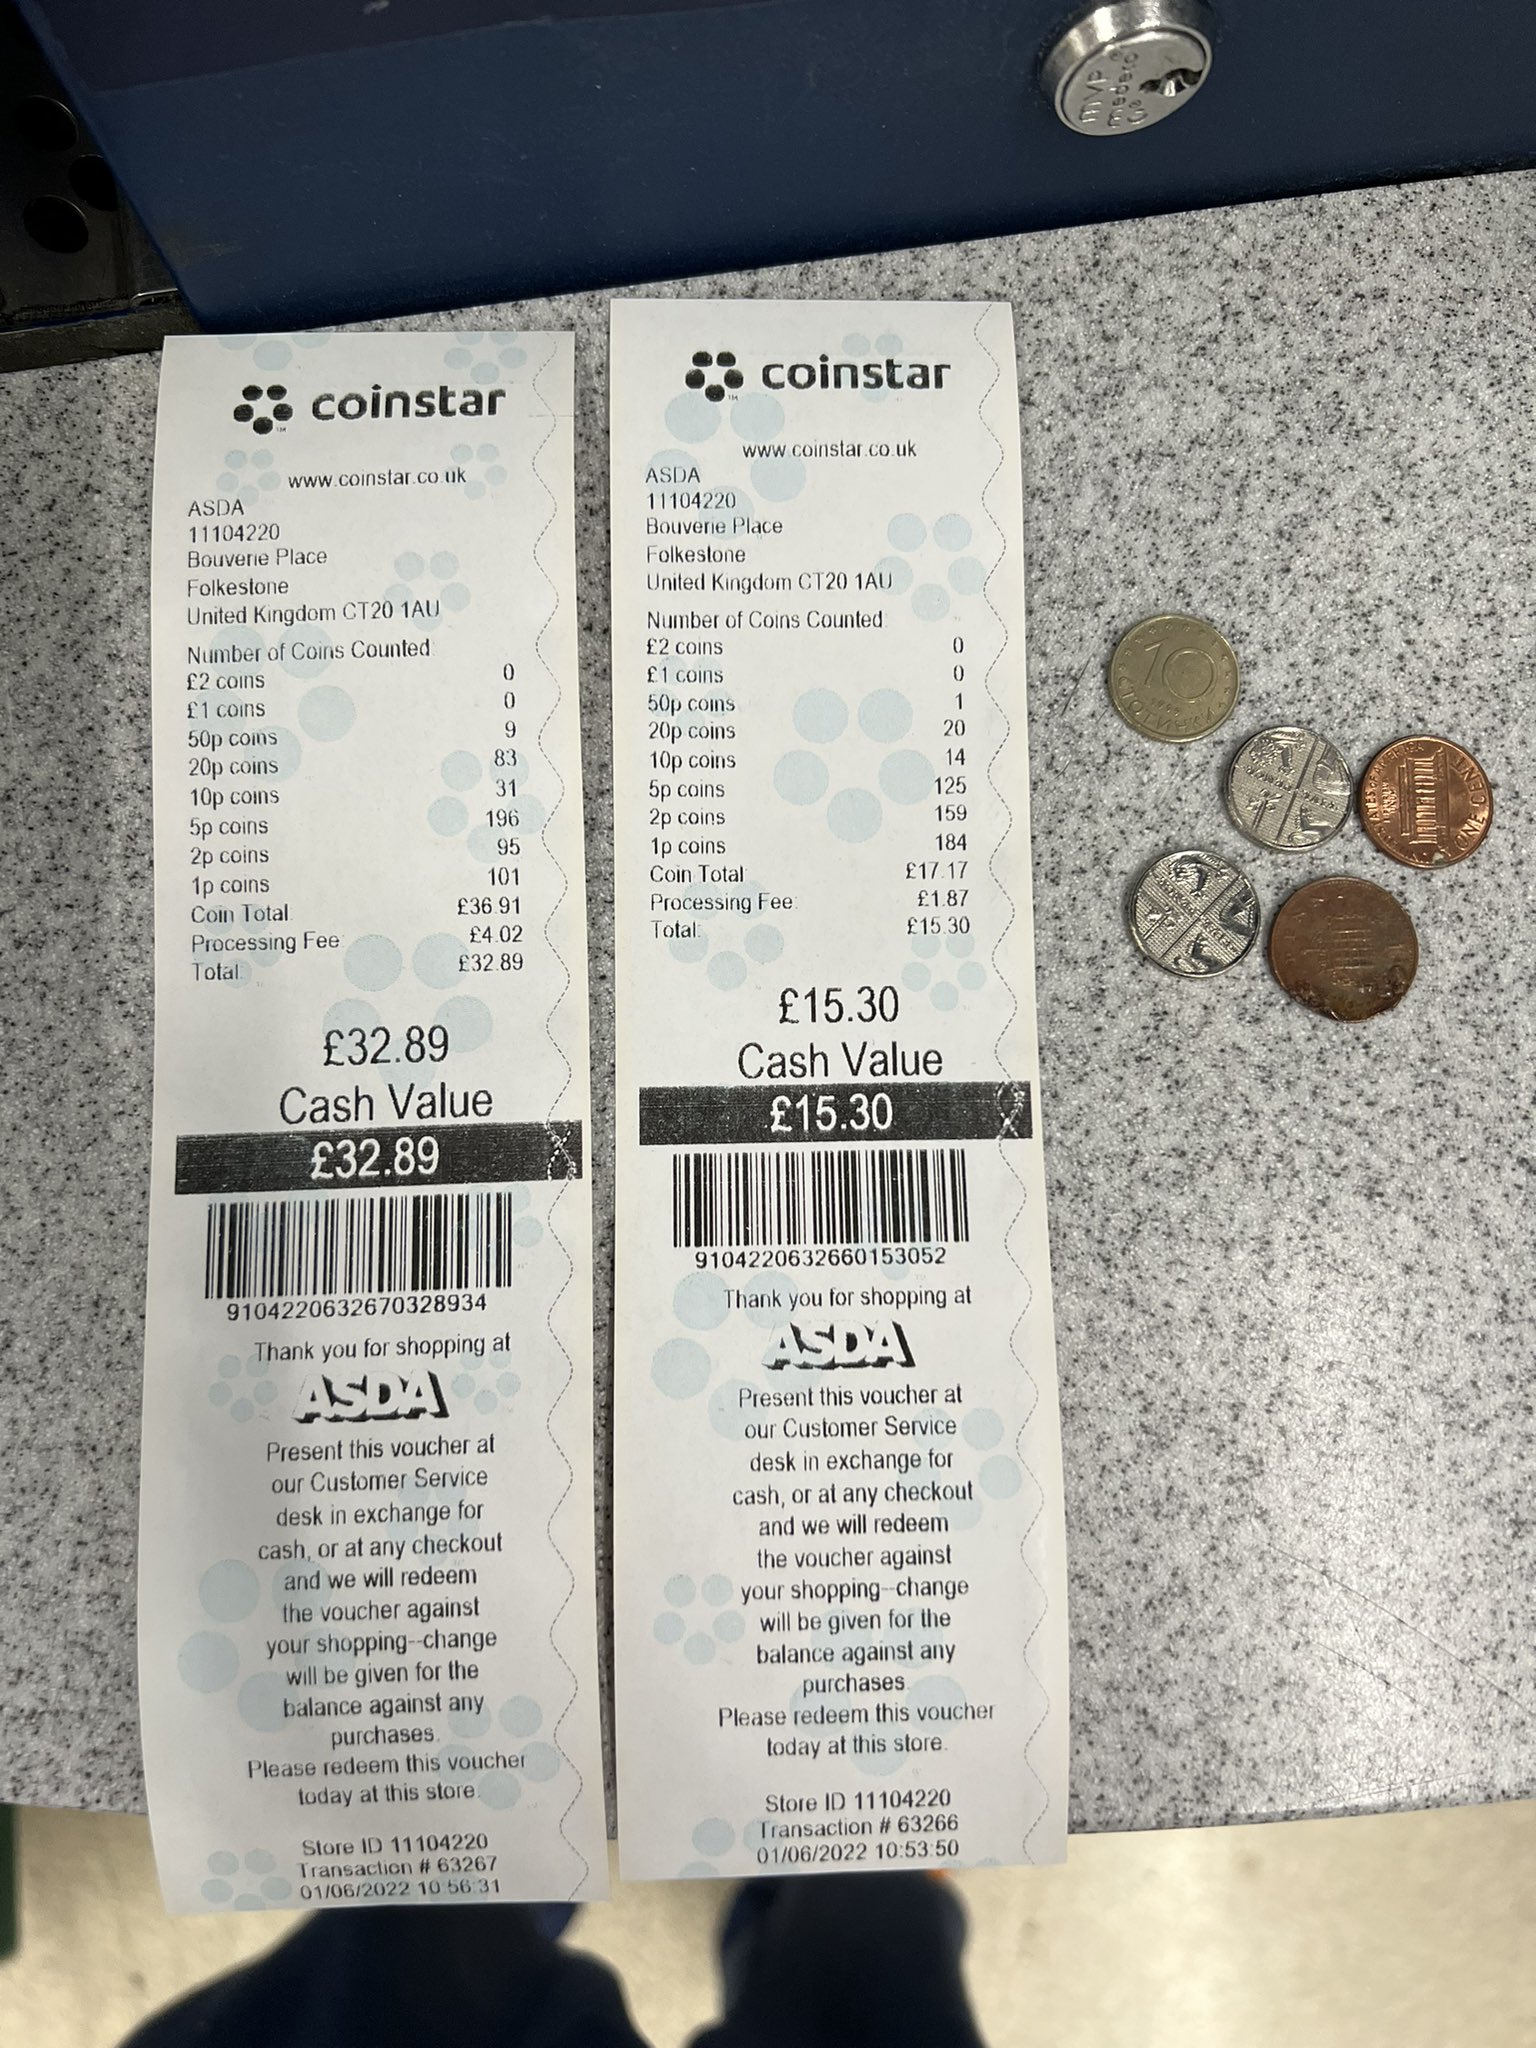 MVP
medeco
coinstar
TM
www.coinstar.co.uk
ASDA
11104220
Bouverie Place
Folkestone
United Kingdom CT20 1AU
Number of Coins Counted:
£2 coins 0
£1 coins 0
50p coins 9
20p coins 83
10p coins 31
5p coins 196
2p coins 95
1p coins 101
Coin Total: £36.91
Processing Fee: £4.02
Total: £32.89
£32.89
Cash Value
£32.89
9104220632670328934
Thank you for shopping at
ASDA
Present this voucher at
our Customer Service
desk in exchange for
cash, or at any checkout
and we will redeem
the voucher against
your shopping--change
will be given for the
balance against any
purchases.
Please redeem this voucher
today at this store.
Store ID 11104220
Transaction # 63267
01/06/2022 10:56:31
coinstar
TM
www.coinstar.co.uk
ASDA
11104220
Bouverie Place
Folkestone
United Kingdom CT20 1AU
Number of Coins Counted:
£2 coins 0
£1 coins 0
50p coins 1
20p coins 20
10p coins 14
5p coins 125
2p coins 159
1p coins 184
Coin Total: £17.17
Processing Fee: £1.87
Total: £15.30
£15.30
Cash Value
£15.30
9104220632660153052
Thank you for shopping at
ASDA
Present this voucher at
our Customer Service
desk in exchange for
cash, or at any checkout
and we will redeem
the voucher against
your shopping--change
will be given for the
balance against any
purchases.
Please redeem this voucher
today at this store.
Store ID 11104220
Transaction # 63266
01/06/2022 10:53:50
10
СТОТИНКИ
ONE CENT